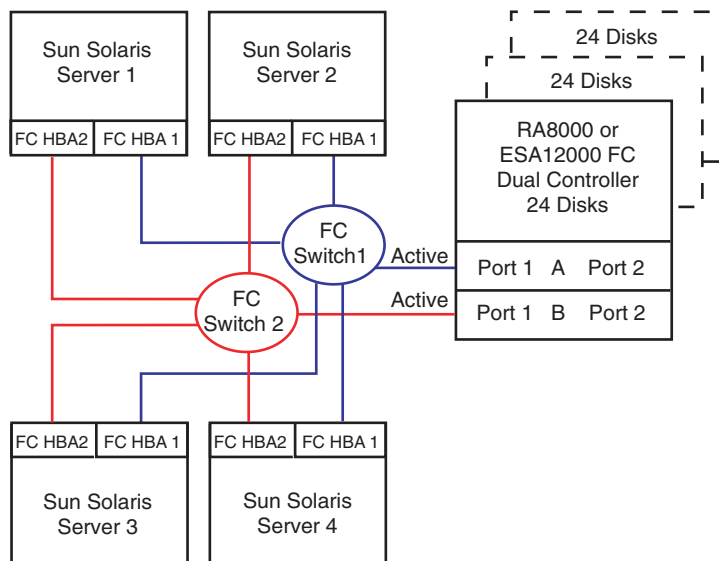 Sun Solaris
Server 1
FC HBA2 FC HBA 1
Sun Solaris
Server 2
FC HBA2 FC HBA 1
24 Disks
24 Disks
RA8000 or
ESA12000 FC
Dual Controller
24 Disks
Port 1 A Port 2
Port 1 B Port 2
FC
Switch1
Active
FC
Switch 2
Active
FC HBA2 FC HBA 1
Sun Solaris
Server 3
FC HBA2 FC HBA 1
Sun Solaris
Server 4